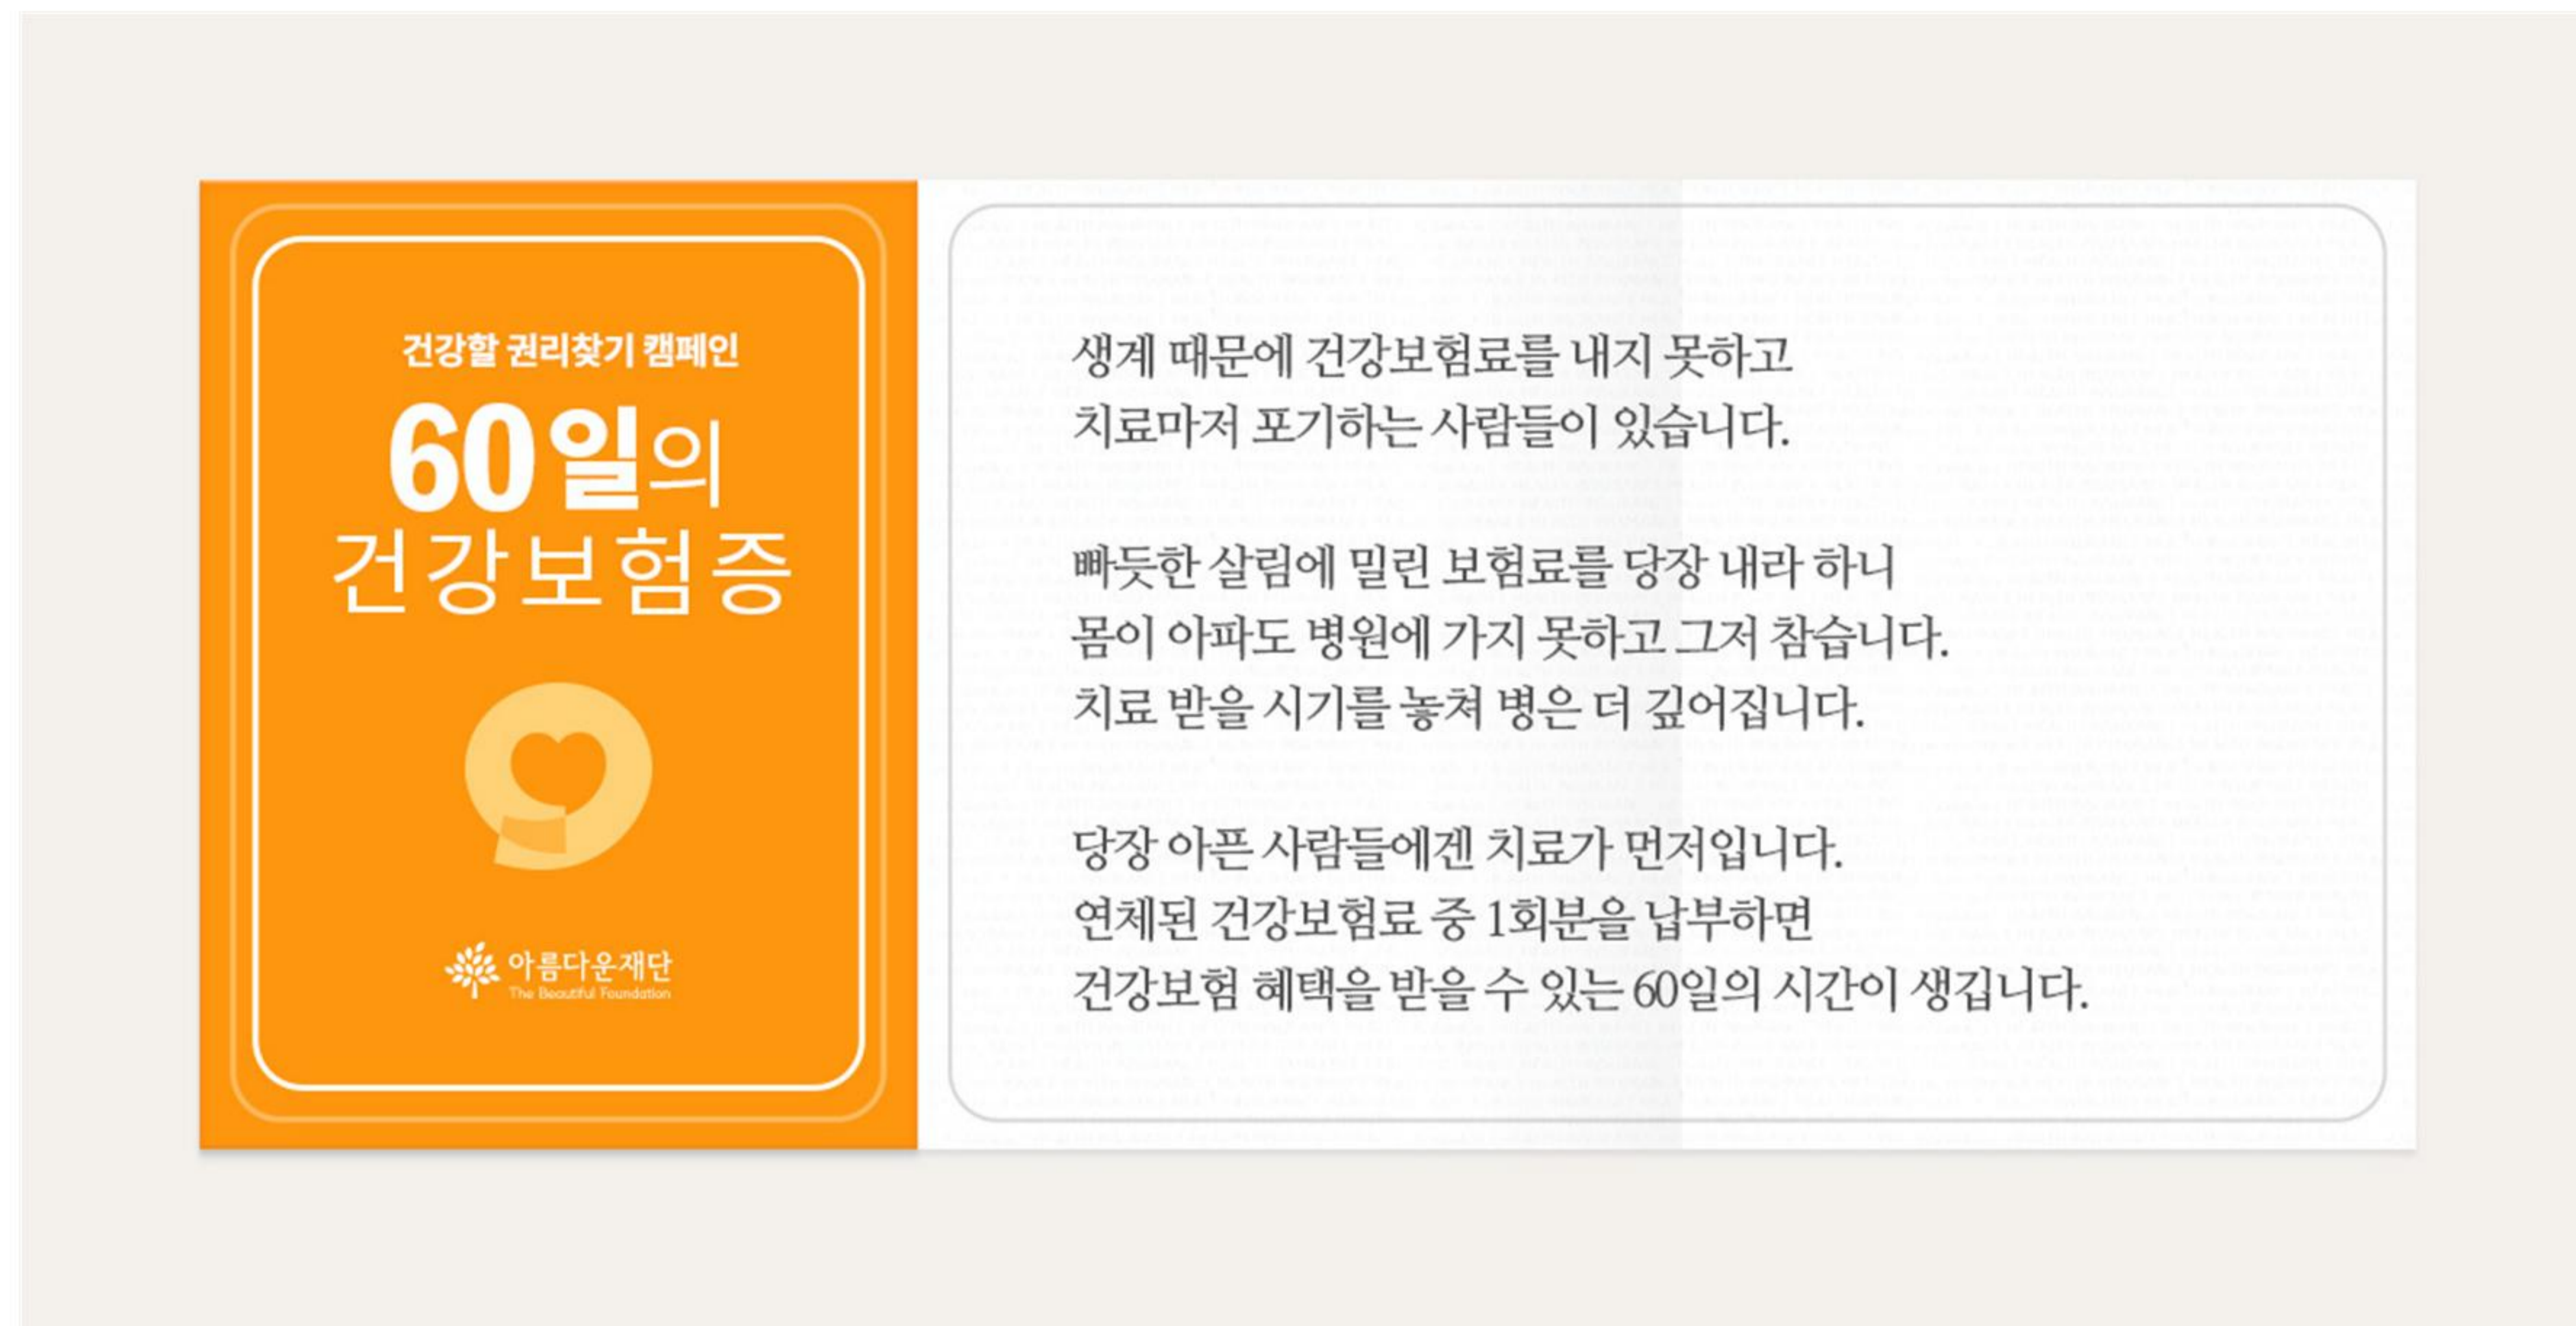 건강할 권리찾기 캠페인
60일의
건강보험증
아름다운재단
The Beautiful Foundation
생계 때문에 건강보험료를 내지 못하고
치료마저 포기하는 사람들이 있습니다.
빠듯한 살림에 밀린 보험료를 당장 내라 하니
몸이 아파도 병원에 가지 못하고 그저 참습니다.
치료 받을 시기를 놓쳐 병은 더 깊어집니다.
당장 아픈 사람들에겐 치료가 먼저입니다.
연체된 건강보험료 중 1회분을 납부하면
건강보험 혜택을 받을 수 있는 60일의 시간이 생깁니다.